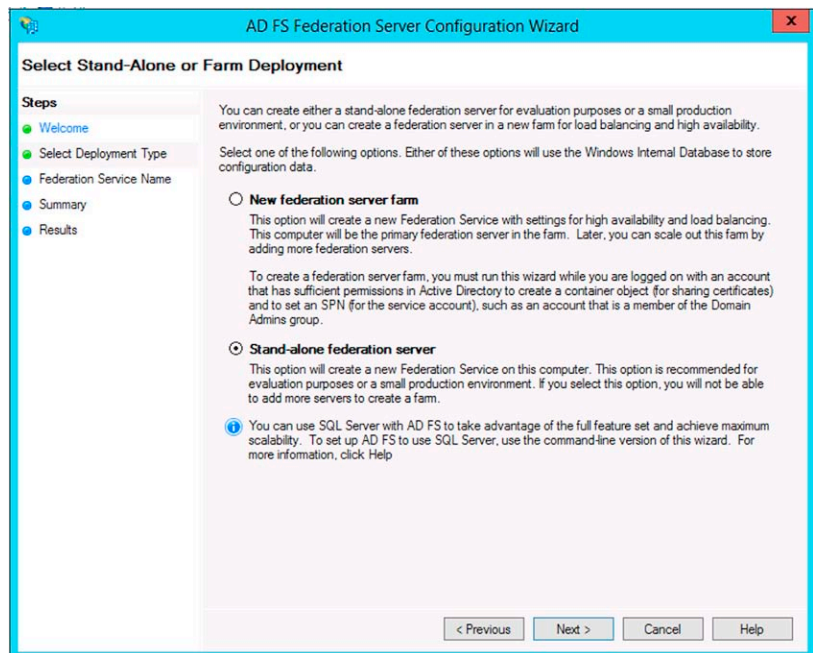 AD FS Federation Server Configuration Wizard
x
Select Stand-Alone or Farm Deployment
Steps
Welcome
Select Deployment Type
Federation Service Name
Summary
Results
You can create either a stand-alone federation server for evaluation purposes or a small production
environment, or you can create a federation server in a new farm for load balancing and high availability.
Select one of the following options. Either of these options will use the Windows Internal Database to store
configuration data.
New federation server farm
This option will create a new Federation Service with settings for high availability and load balancing.
This computer will be the primary federation server in the farm. Later, you can scale out this farm by
adding more federation servers.
To create a federation server farm, you must run this wizard while you are logged on with an account
that has sufficient permissions in Active Directory to create a container object (for sharing certificates)
and to set an SPN (for the service account), such as an account that is a member of the Domain
Admins group.
Stand-alone federation server
This option will create a new Federation Service on this computer. This option is recommended for
evaluation purposes or a small production environment. If you select this option, you will not be able
to add more servers to create a farm.
You can use SQL Server with AD FS to take advantage of the full feature set and achieve maximum
scalability. To set up AD FS to use SQL Server, use the command-line version of this wizard. For
more information, click Help
< Previous
Next >
Cancel
Help